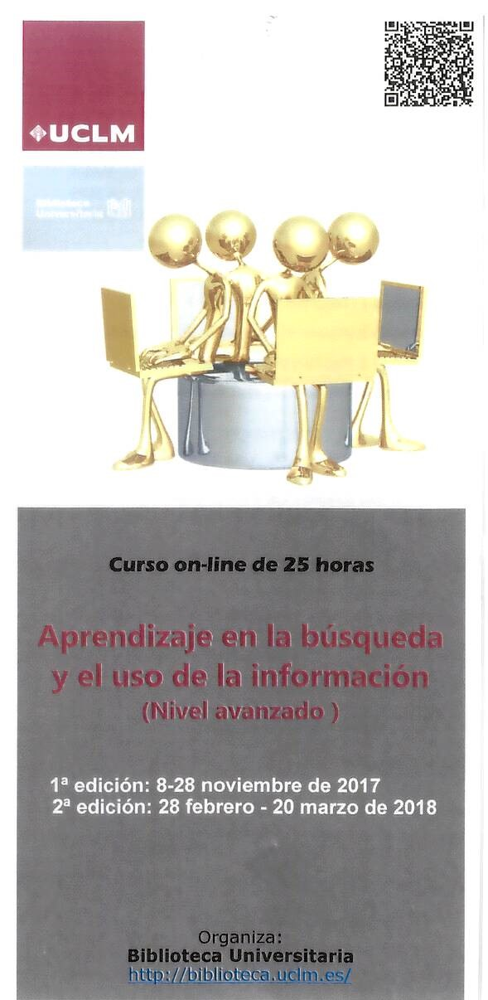 UCLM
Biblioteca
Universitaria
Curso on-line de 25 horas
Aprendizaje en la búsqueda
y el uso de la información
(Nivel avanzado )
1ª edición: 8-28 noviembre de 2017
2ª edición: 28 febrero - 20 marzo de 2018
Organiza:
Biblioteca Universitaria
http://biblioteca.uclm.es/